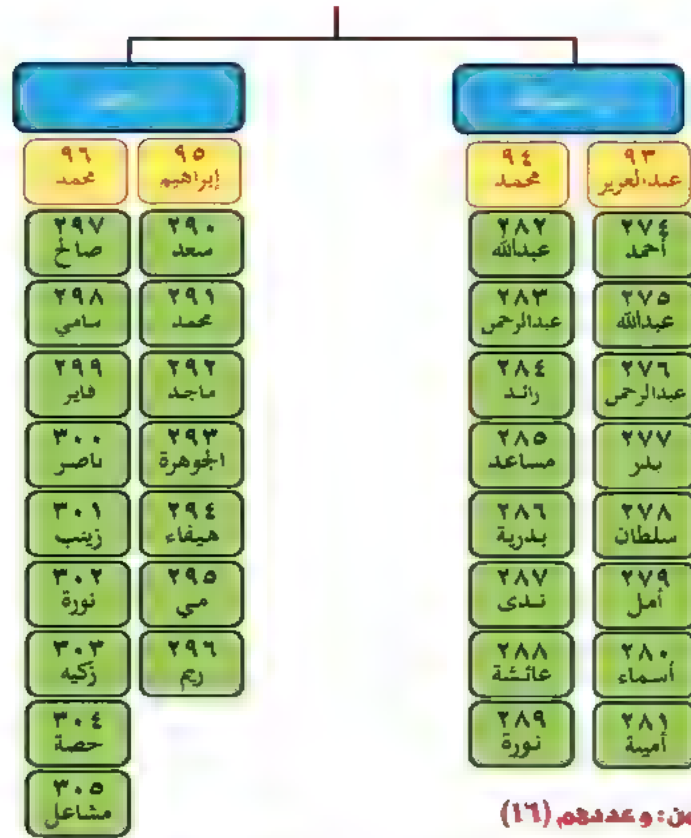 ٩٣
عبدالعزيز
٢٧٤
أحمد
٢٧٥
عبدالله
٢٧٦
عبدالرحمن
٢٧٧
بدر
٢٧٨
سلطان
٢٧٩
أمل
٢٨٠
أسماء
٢٨١
أمينة
٩٤
محمد
٢٨٢
عبدالله
٢٨٣
عبدالرحمن
٢٨٤
رائد
٢٨٥
مساعد
٢٨٦
بدرية
٢٨٧
ندى
٢٨٨
عائشة
٢٨٩
نورة
٩٥
إبراهيم
٢٩٠
سعد
٢٩١
محمد
٢٩٢
ماجد
٢٩٣
الجوهرة
٢٩٤
هيفاء
٢٩٥
مي
٢٩٦
ريم
٩٦
محمد
٢٩٧
صالح
٢٩٨
سامي
٢٩٩
فايز
٣٠٠
ناصر
٣٠١
زينب
٣٠٢
نورة
٣٠٣
زكيه
٣٠٤
حصة
٣٠٥
مشاعل
وعددهم (١٦)